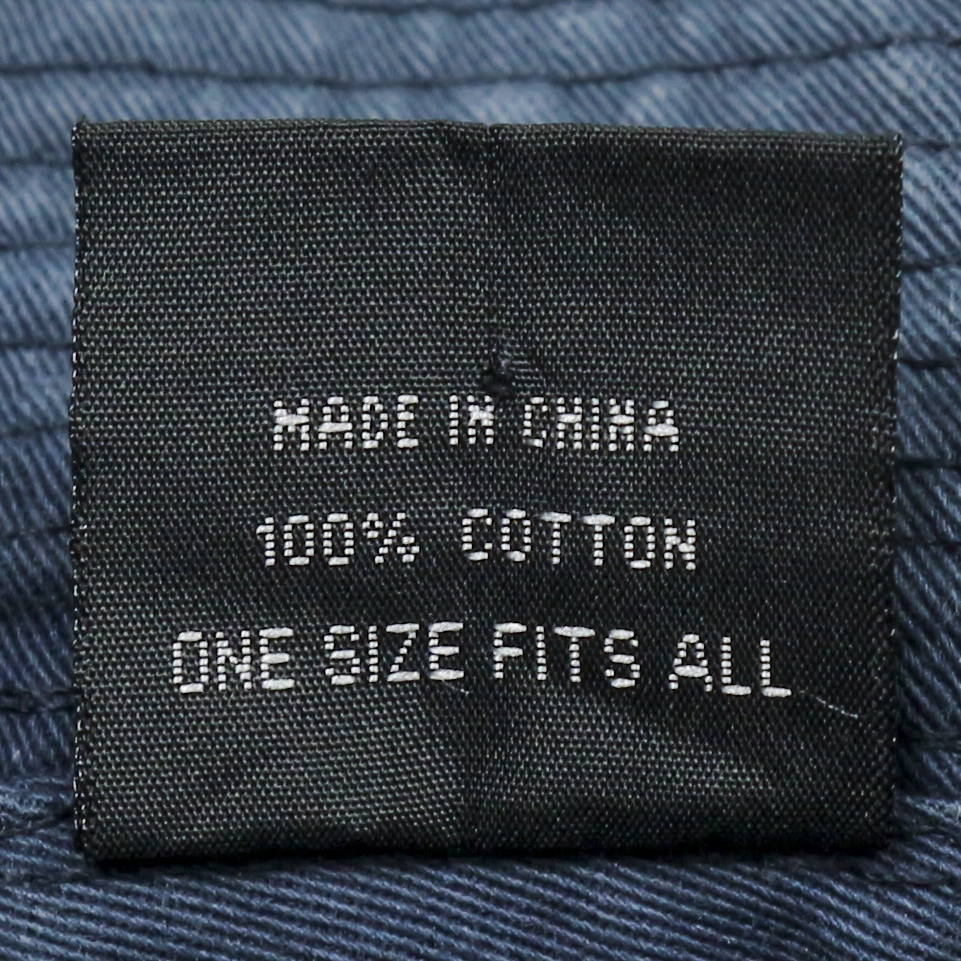 MADE IN CHINA
100% COTTON
ONE SIZE FITS ALL